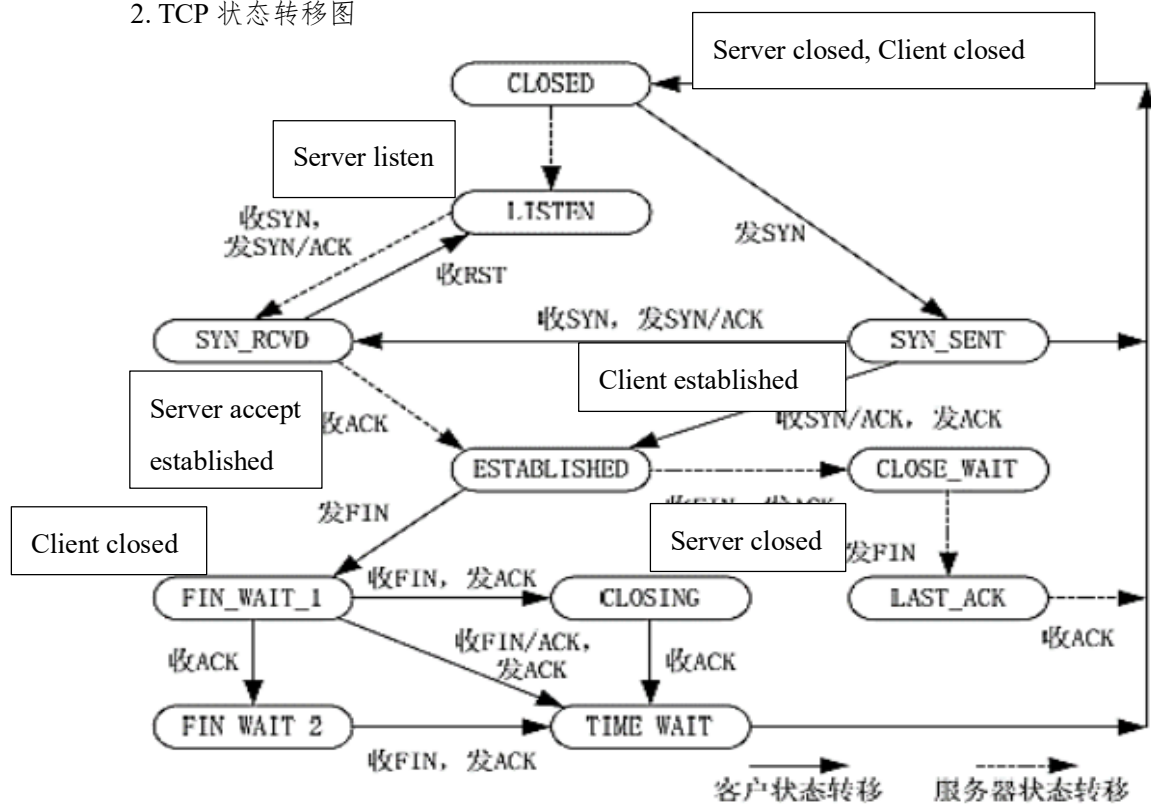 2. TCP 状态转移图
Server closed, Client closed
CLOSED
Server listen
LISTEN
收SYN,
发SYN/ACK
发SYN
收RST
收SYN, 发SYN/ACK
SYN_RCVD
SYN_SENT
Client established
Server accept
established
收ACK
收SYN/ACK, 发ACK
ESTABLISHED
CLOSE_WAIT
发FIN
Client closed
Server closed
发FIN
收FIN, 发ACK
FIN_WAIT_1
CLOSING
LAST_ACK
收FIN/ACK,
发ACK
收ACK
收ACK
收ACK
FIN WAIT 2
TIME WAIT
收FIN, 发ACK
客户状态转移
服务器状态转移